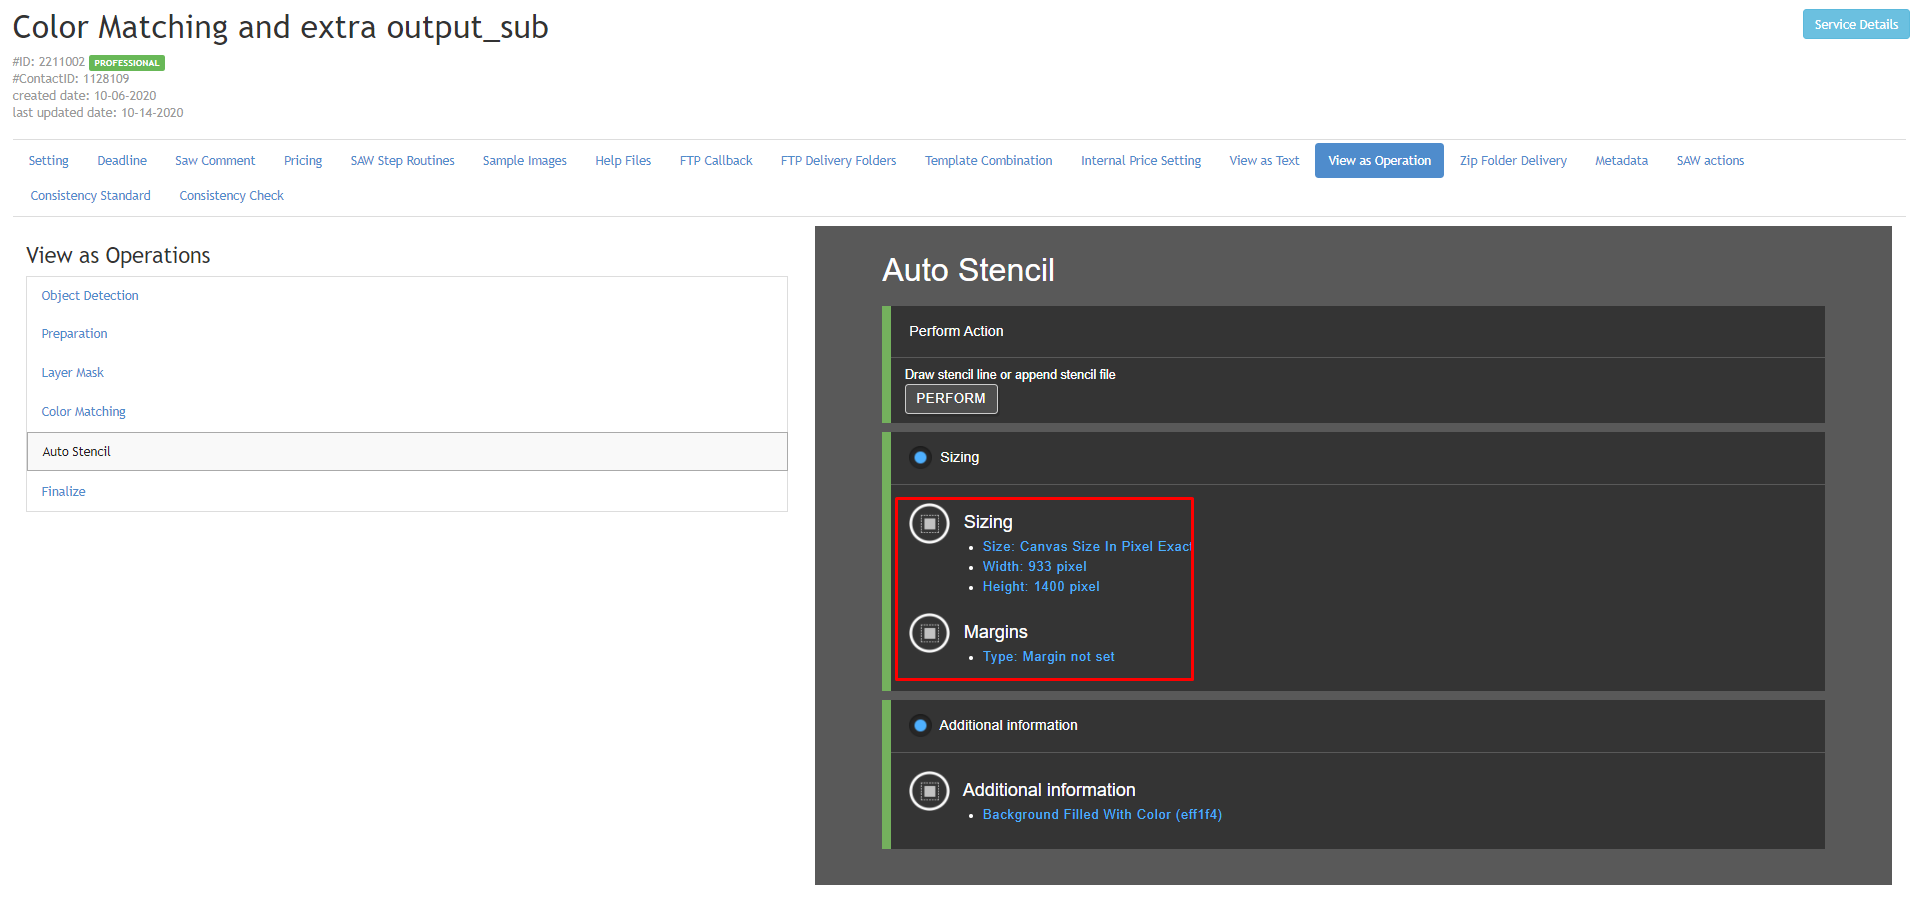 Color Matching and extra output_sub
Service Details
#ID: 2211002 PROFESSIONAL
#ContactID: 1128109
created date: 10-06-2020
last updated date: 10-14-2020
Setting Deadline Saw Comment Pricing SAW Step Routines Sample Images Help Files FTP Callback FTP Delivery Folders Template Combination Internal Price Setting View as Text View as Operation Zip Folder Delivery Metadata SAW actions
Consistency Standard Consistency Check
View as Operations
Object Detection
Preparation
Layer Mask
Color Matching
Auto Stencil
Finalize
Auto Stencil
Perform Action
Draw stencil line or append stencil file
PERFORM
Sizing
Sizing
Size: Canvas Size In Pixel Exact
Width: 933 pixel
Height: 1400 pixel
Margins
Type: Margin not set
Additional information
Additional information
Background Filled With Color (eff1f4)